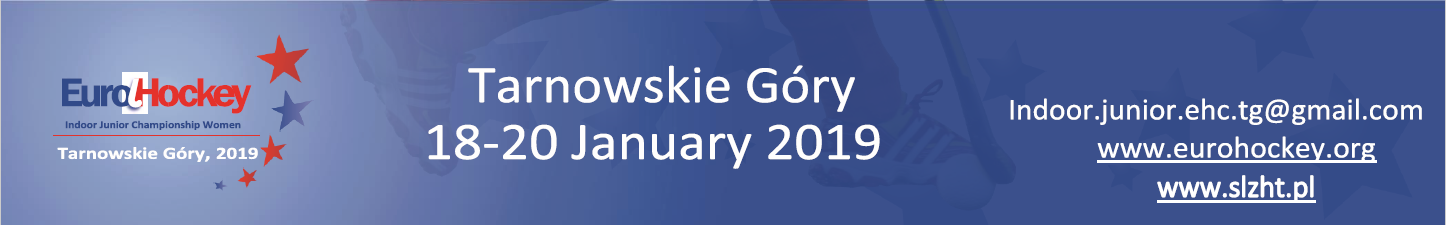 EuroHockey
Indoor Junior Championship Women
Tarnowskie Góry, 2019
Tarnowskie Góry
18-20 January 2019
Indoor.junior.ehc.tg@gmail.com
www.eurohockey.org
www.slzht.pl